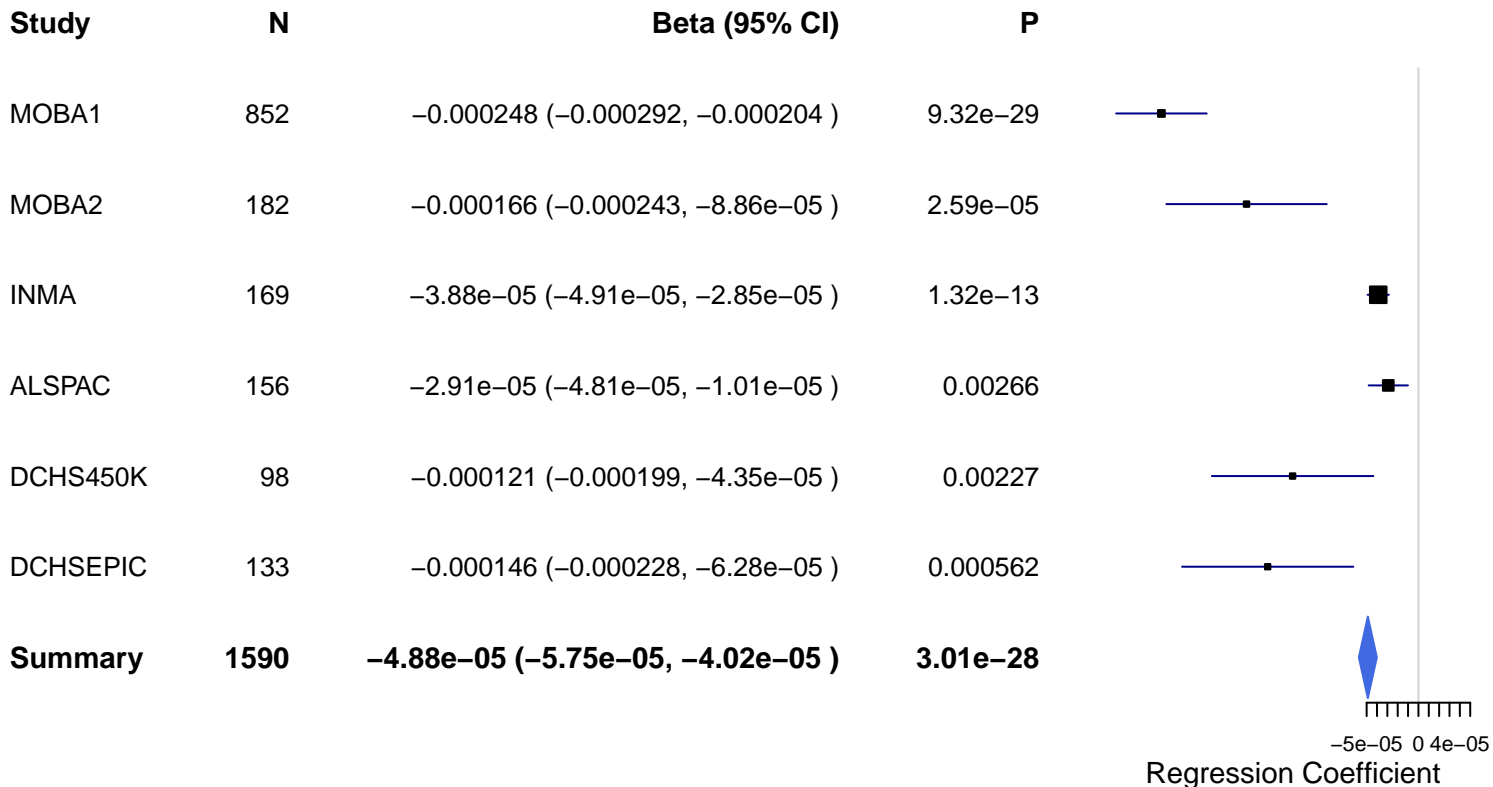 Study N Beta (95% CI) P
MOBA1 852 −0.000248 (−0.000292, −0.000204 ) 9.32e−29
MOBA2 182 −0.000166 (−0.000243, −8.86e−05 ) 2.59e−05
INMA 169 −3.88e−05 (−4.91e−05, −2.85e−05 ) 1.32e−13
ALSPAC 156 −2.91e−05 (−4.81e−05, −1.01e−05 ) 0.00266
DCHS450K 98 −0.000121 (−0.000199, −4.35e−05 ) 0.00227
DCHSEPIC 133 −0.000146 (−0.000228, −6.28e−05 ) 0.000562
Summary 1590 −4.88e−05 (−5.75e−05, −4.02e−05 ) 3.01e−28
−5e−05 0 4e−05
Regression Coefficient